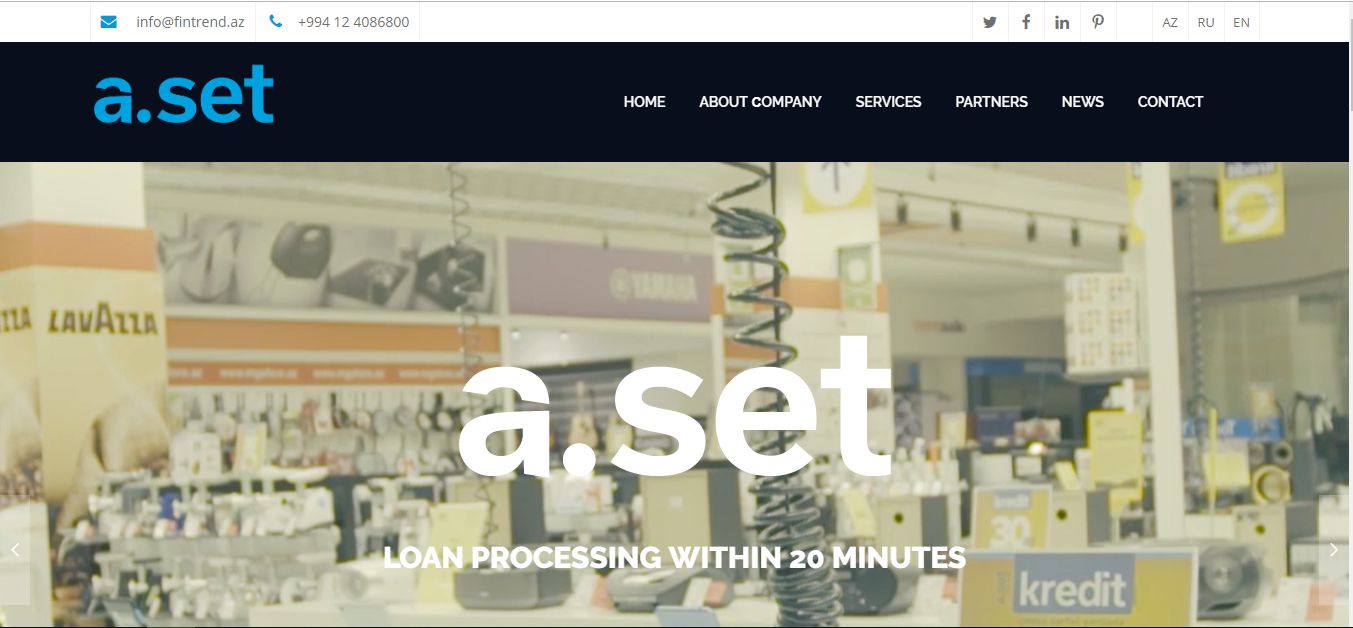 info@fintrend.az
+994 12 4086800
AZ
RU
EN
a.set
HOME
ABOUT COMPANY
SERVICES
PARTNERS
NEWS
CONTACT
YAMAHA
LAVAZZA
a.set
kredit
30
LOAN PROCESSING WITHIN 20 MINUTES
a.set
kredit